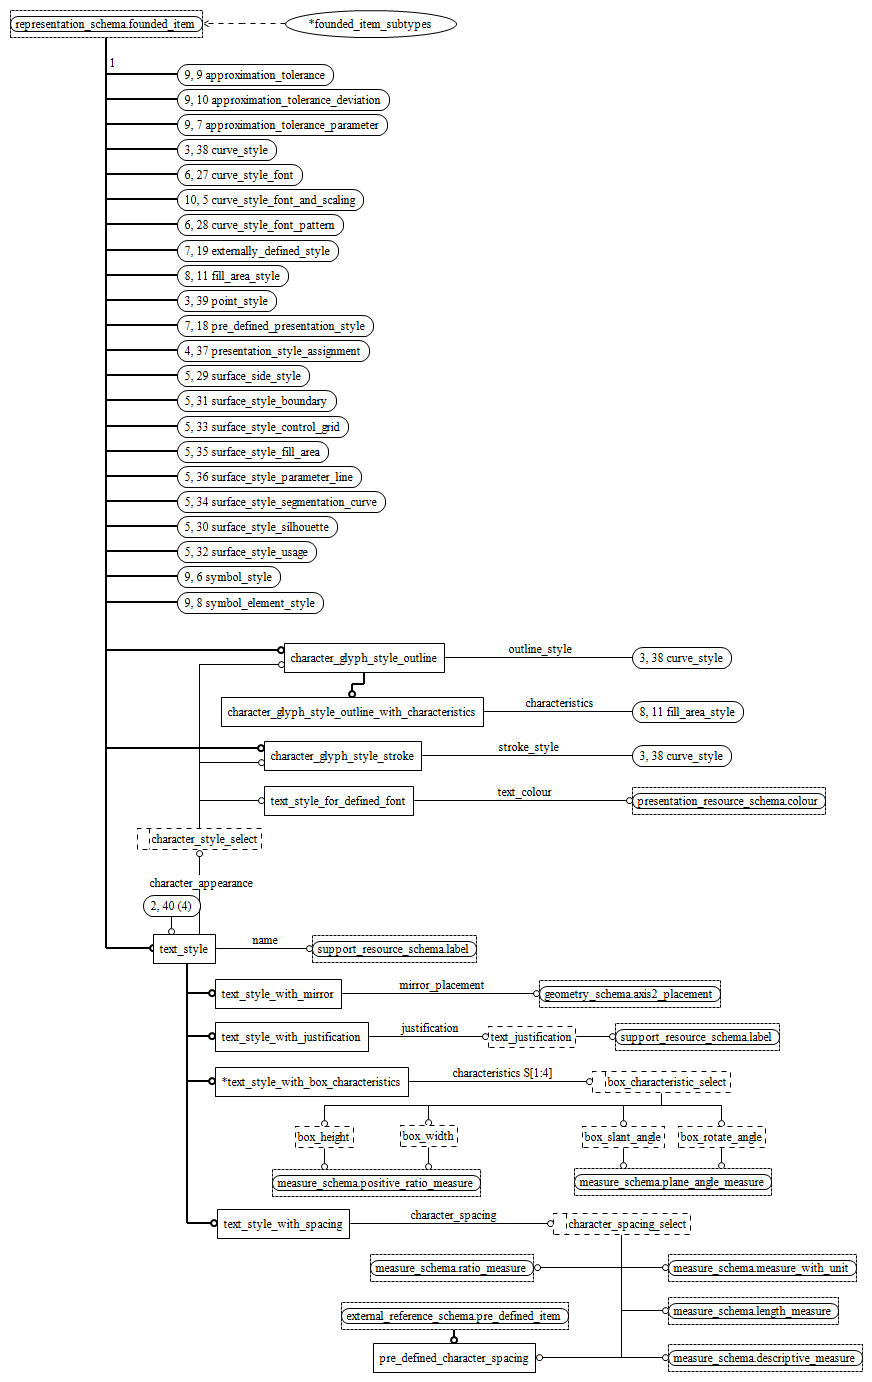 representation_schema.founded_item
*founded_item_subtypes
1
9, 9 approximation_tolerance
9, 10 approximation_tolerance_deviation
9, 7 approximation_tolerance_parameter
3, 38 curve_style
6, 27 curve_style_font
10, 5 curve_style_font_and_scaling
6, 28 curve_style_font_pattern
7, 19 externally_defined_style
8, 11 fill_area_style
3, 39 point_style
7, 18 pre_defined_presentation_style
4, 37 presentation_style_assignment
5, 29 surface_side_style
5, 31 surface_style_boundary
5, 33 surface_style_control_grid
5, 35 surface_style_fill_area
5, 36 surface_style_parameter_line
5, 34 surface_style_segmentation_curve
5, 30 surface_style_silhouette
5, 32 surface_style_usage
9, 6 symbol_style
9, 8 symbol_element_style
character_glyph_style_outline
outline_style
3, 38 curve_style
character_glyph_style_outline_with_characteristics
characteristics
8, 11 fill_area_style
character_glyph_style_stroke
stroke_style
3, 38 curve_style
text_style_for_defined_font
text_colour
presentation_resource_schema.colour
character_style_select
character_appearance
2, 40 (4)
text_style
name
support_resource_schema.label
text_style_with_mirror
mirror_placement
geometry_schema.axis2_placement
text_style_with_justification
justification
text_justification
support_resource_schema.label
*text_style_with_box_characteristics
characteristics S[1:4]
box_characteristic_select
box_height
box_width
box_slant_angle
box_rotate_angle
measure_schema.positive_ratio_measure
measure_schema.plane_angle_measure
text_style_with_spacing
character_spacing
character_spacing_select
measure_schema.ratio_measure
measure_schema.measure_with_unit
external_reference_schema.pre_defined_item
measure_schema.length_measure
pre_defined_character_spacing
measure_schema.descriptive_measure